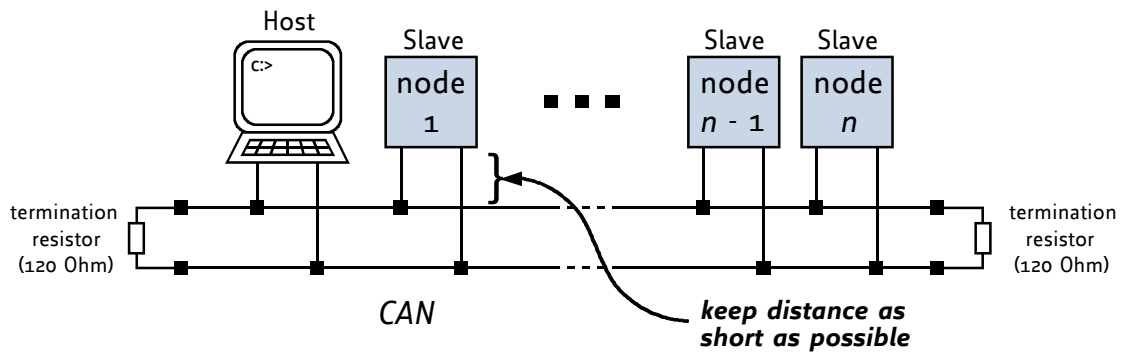 Host
c:>
Slave
node
1
Slave
node
n - 1
Slave
node
n
termination
resistor
(120 Ohm)
termination
resistor
(120 Ohm)
CAN
keep distance as
short as possible